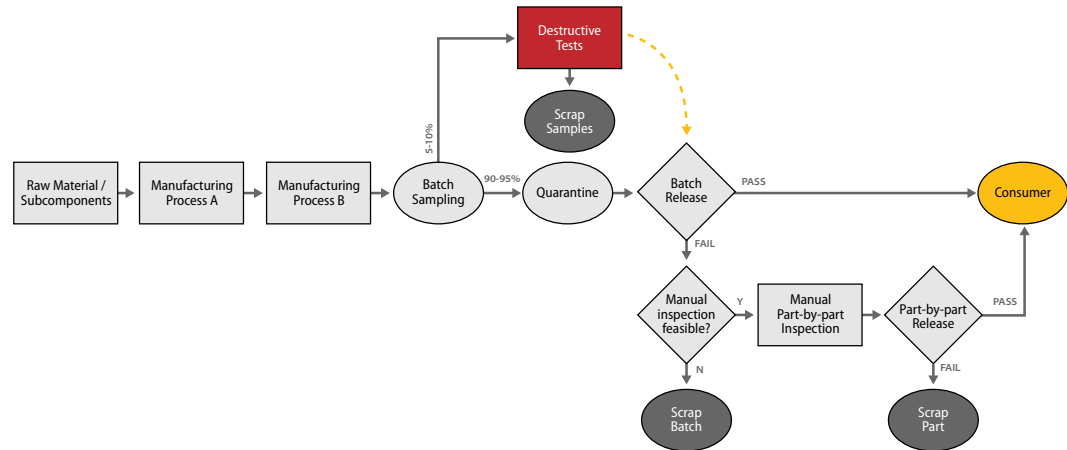 Destructive
Tests
Scrap
Samples
5-10%
Raw Material /
Subcomponents
Manufacturing
Process A
Manufacturing
Process B
Batch
Sampling
90-95%
Quarantine
Batch
Release
PASS
Consumer
FAIL
Manual
inspection
feasible?
Y
Manual
Part-by-part
Inspection
Part-by-part
Release
PASS
N
FAIL
Scrap
Batch
Scrap
Part